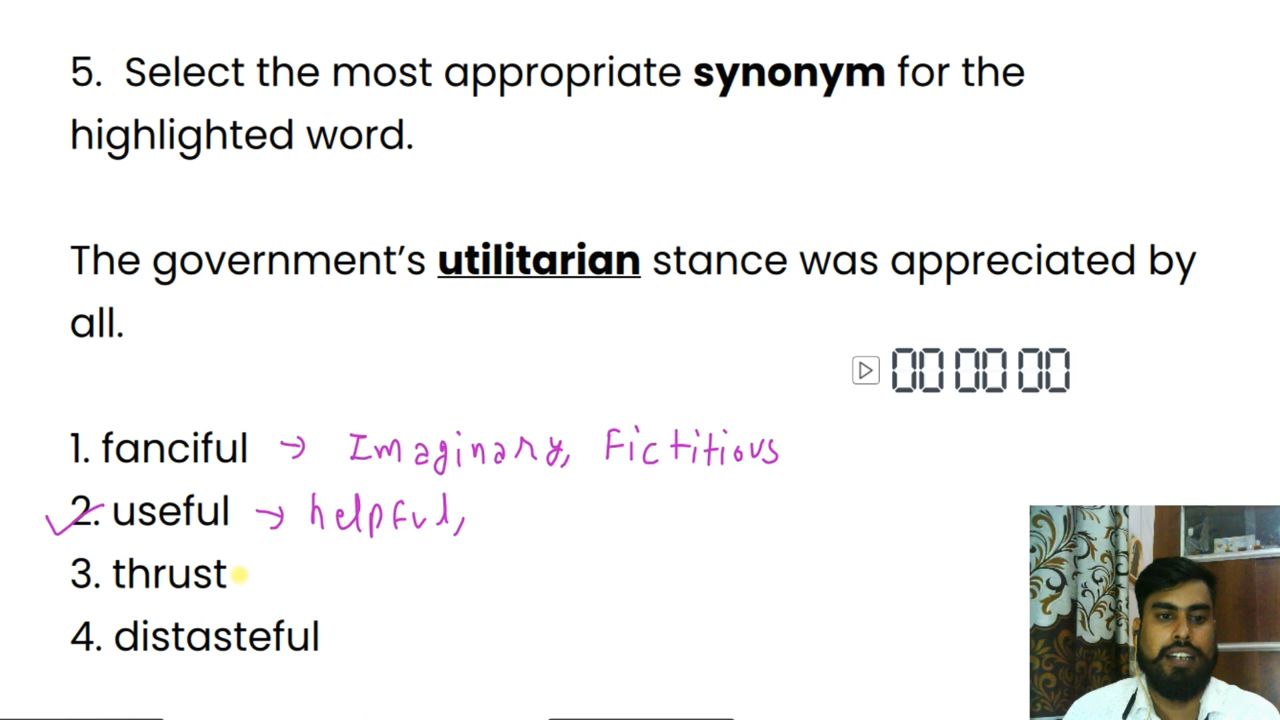 5. Select the most appropriate synonym for the
highlighted word.
The government’s utilitarian stance was appreciated by
all.
00 00 00
1. fanciful → Imaginary, Fictitious
2. useful → helpful,
3. thrust
4. distasteful